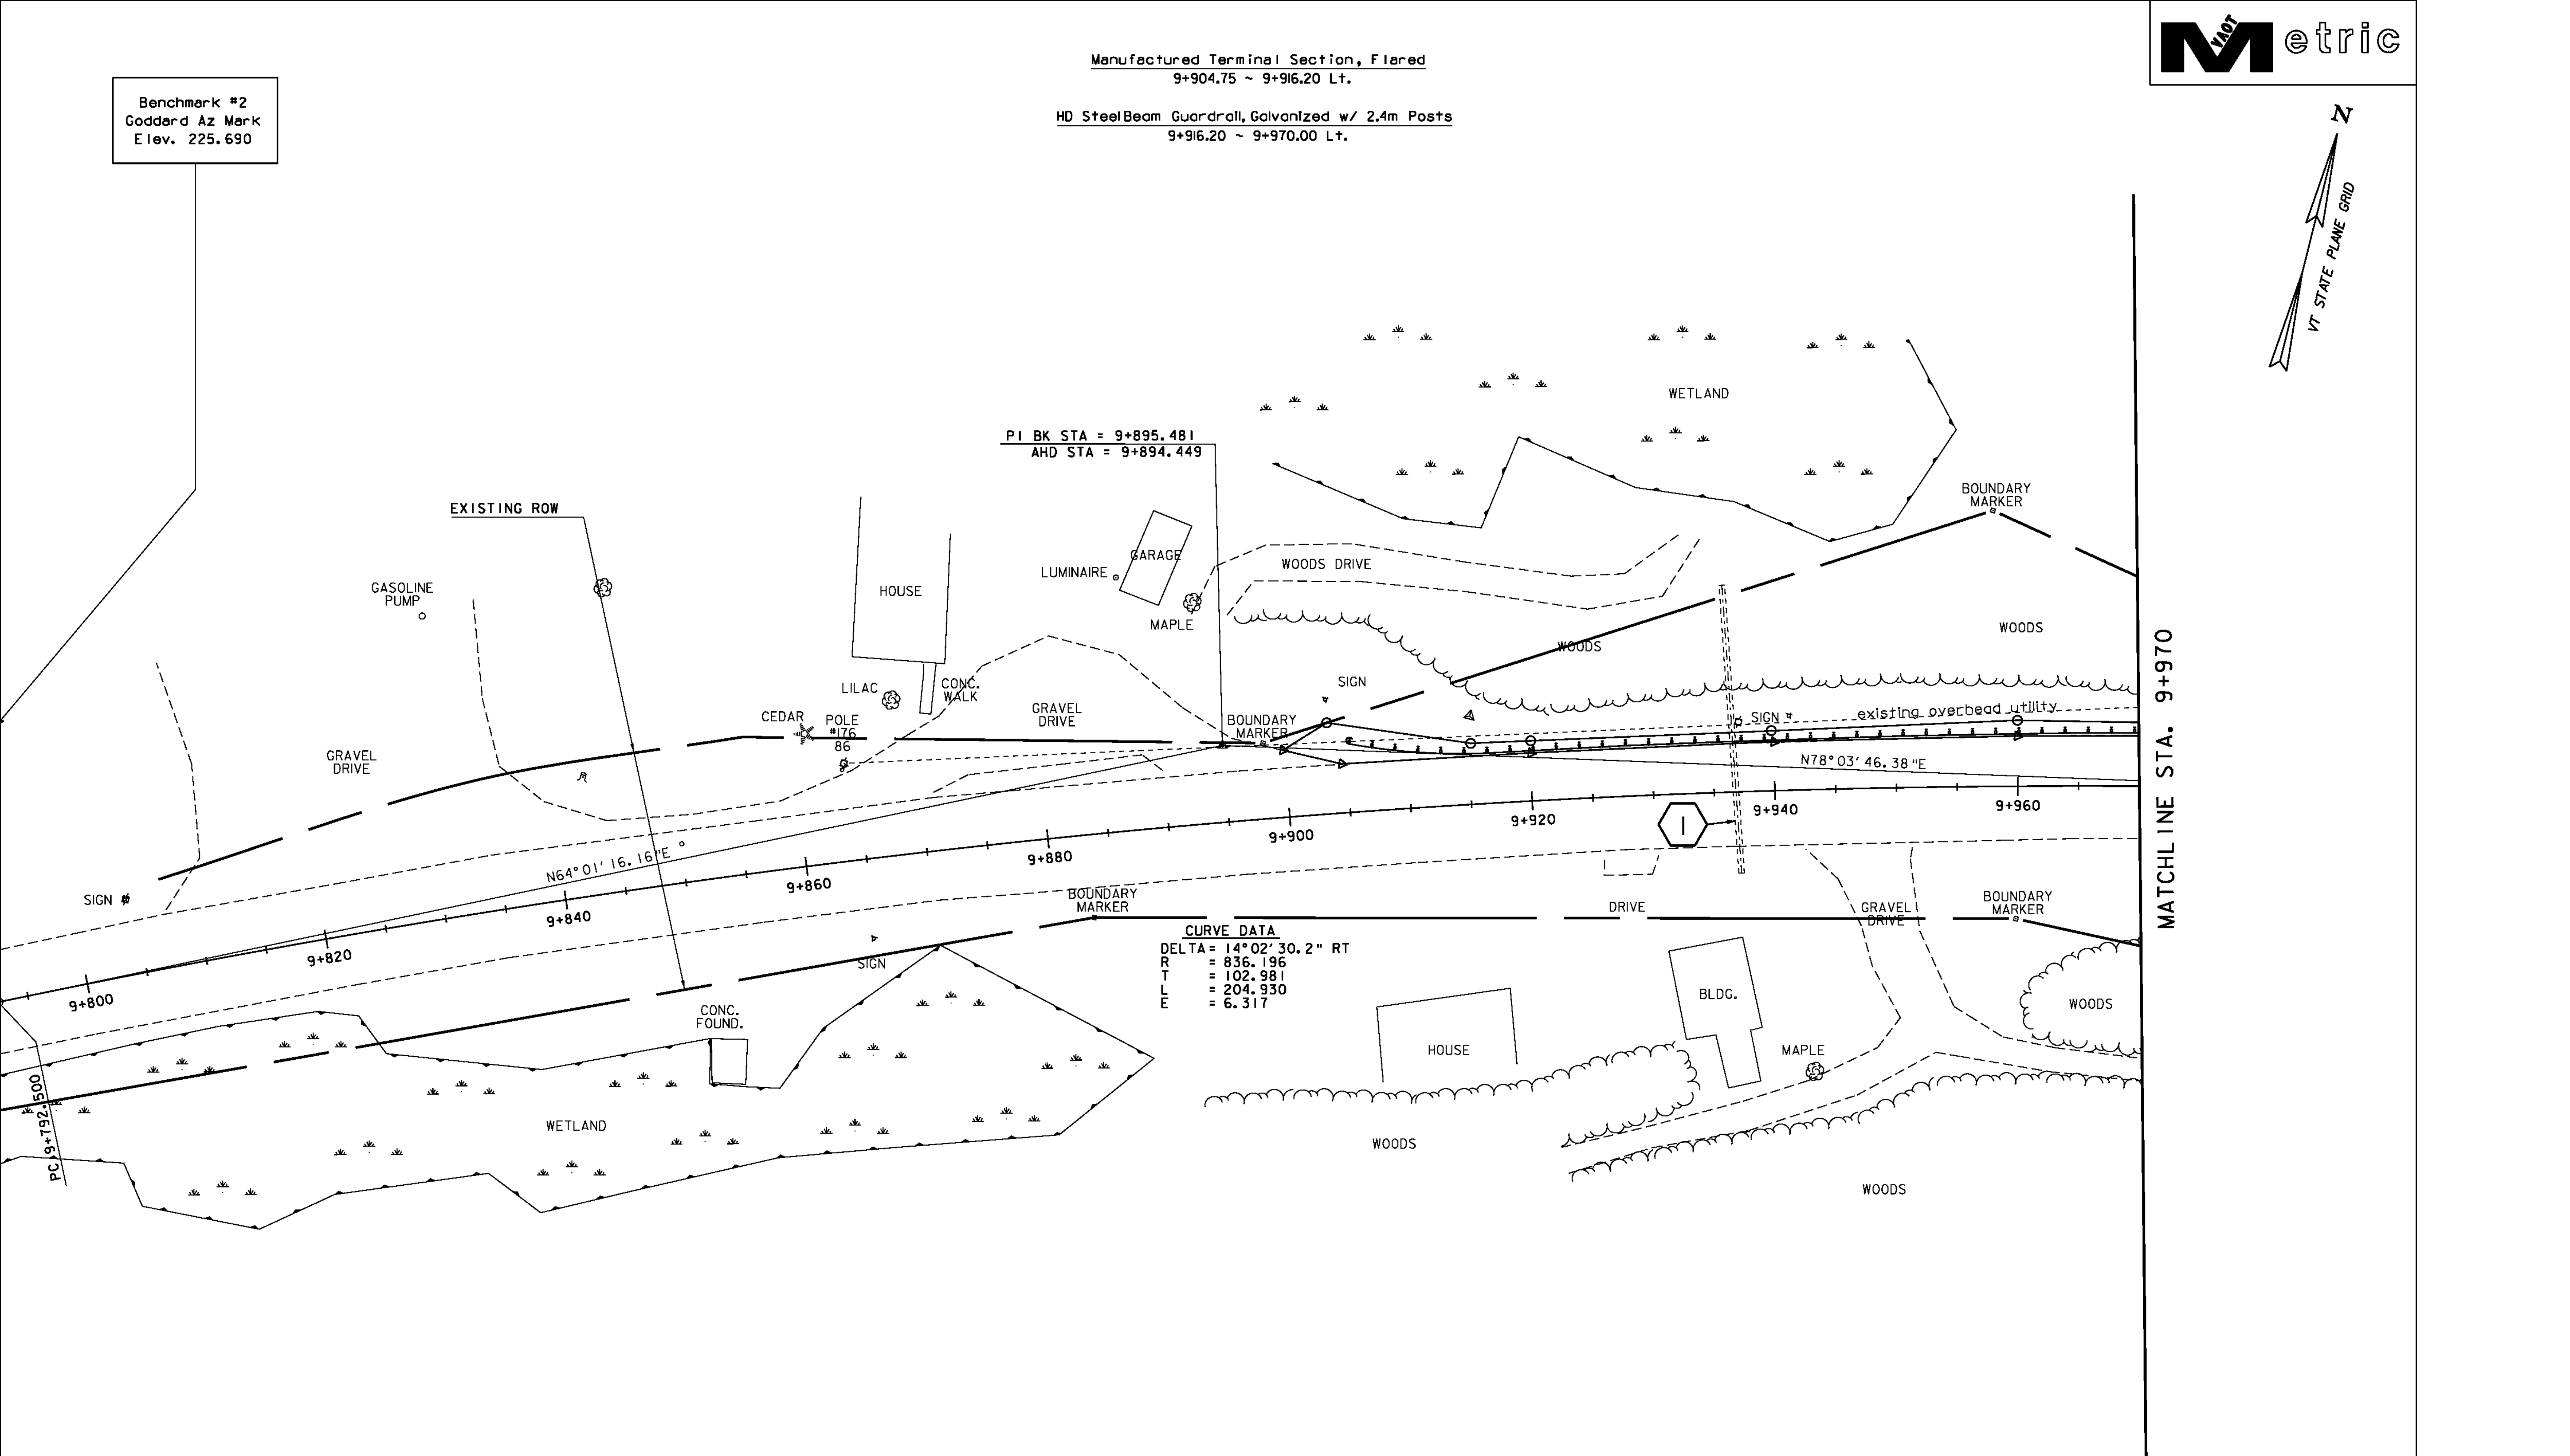 VAOT
Metric
Manufactured Terminal Section, Flared
9+904.75 ~ 9+916.20 Lt.
HD Steel Beam Guardrail, Galvanized w/ 2.4m Posts
9+916.20 ~ 9+970.00 Lt.
Benchmark #2
Goddard Az Mark
Elev. 225.690
N
VT STATE PLANE GRID
WETLAND
PI BK STA = 9+895.481
AHD STA = 9+894.449
BOUNDARY
MARKER
EXISTING ROW
GARAGE
WOODS DRIVE
LUMINAIRE
GASOLINE
PUMP
HOUSE
MAPLE
WOODS
WOODS
SIGN
LILAC
CONC.
WALK
CEDAR
POLE
#176
86
GRAVEL
DRIVE
BOUNDARY
MARKER
SIGN
existing overhead utility
GRAVEL
DRIVE
N78°03'46.38"E
MATCHLINE STA. 9+970
9+960
9+940
9+920
1
9+900
9+880
N64°01'16.16"E
9+860
9+840
9+820
9+800
SIGN
BOUNDARY
MARKER
DRIVE
GRAVEL
DRIVE
BOUNDARY
MARKER
CURVE DATA
DELTA = 14°02'30.2" RT
R = 836.196
T = 102.981
L = 204.930
E = 6.317
SIGN
BLDG.
WOODS
CONC.
FOUND.
HOUSE
MAPLE
PC 9+792.500
WETLAND
WOODS
WOODS